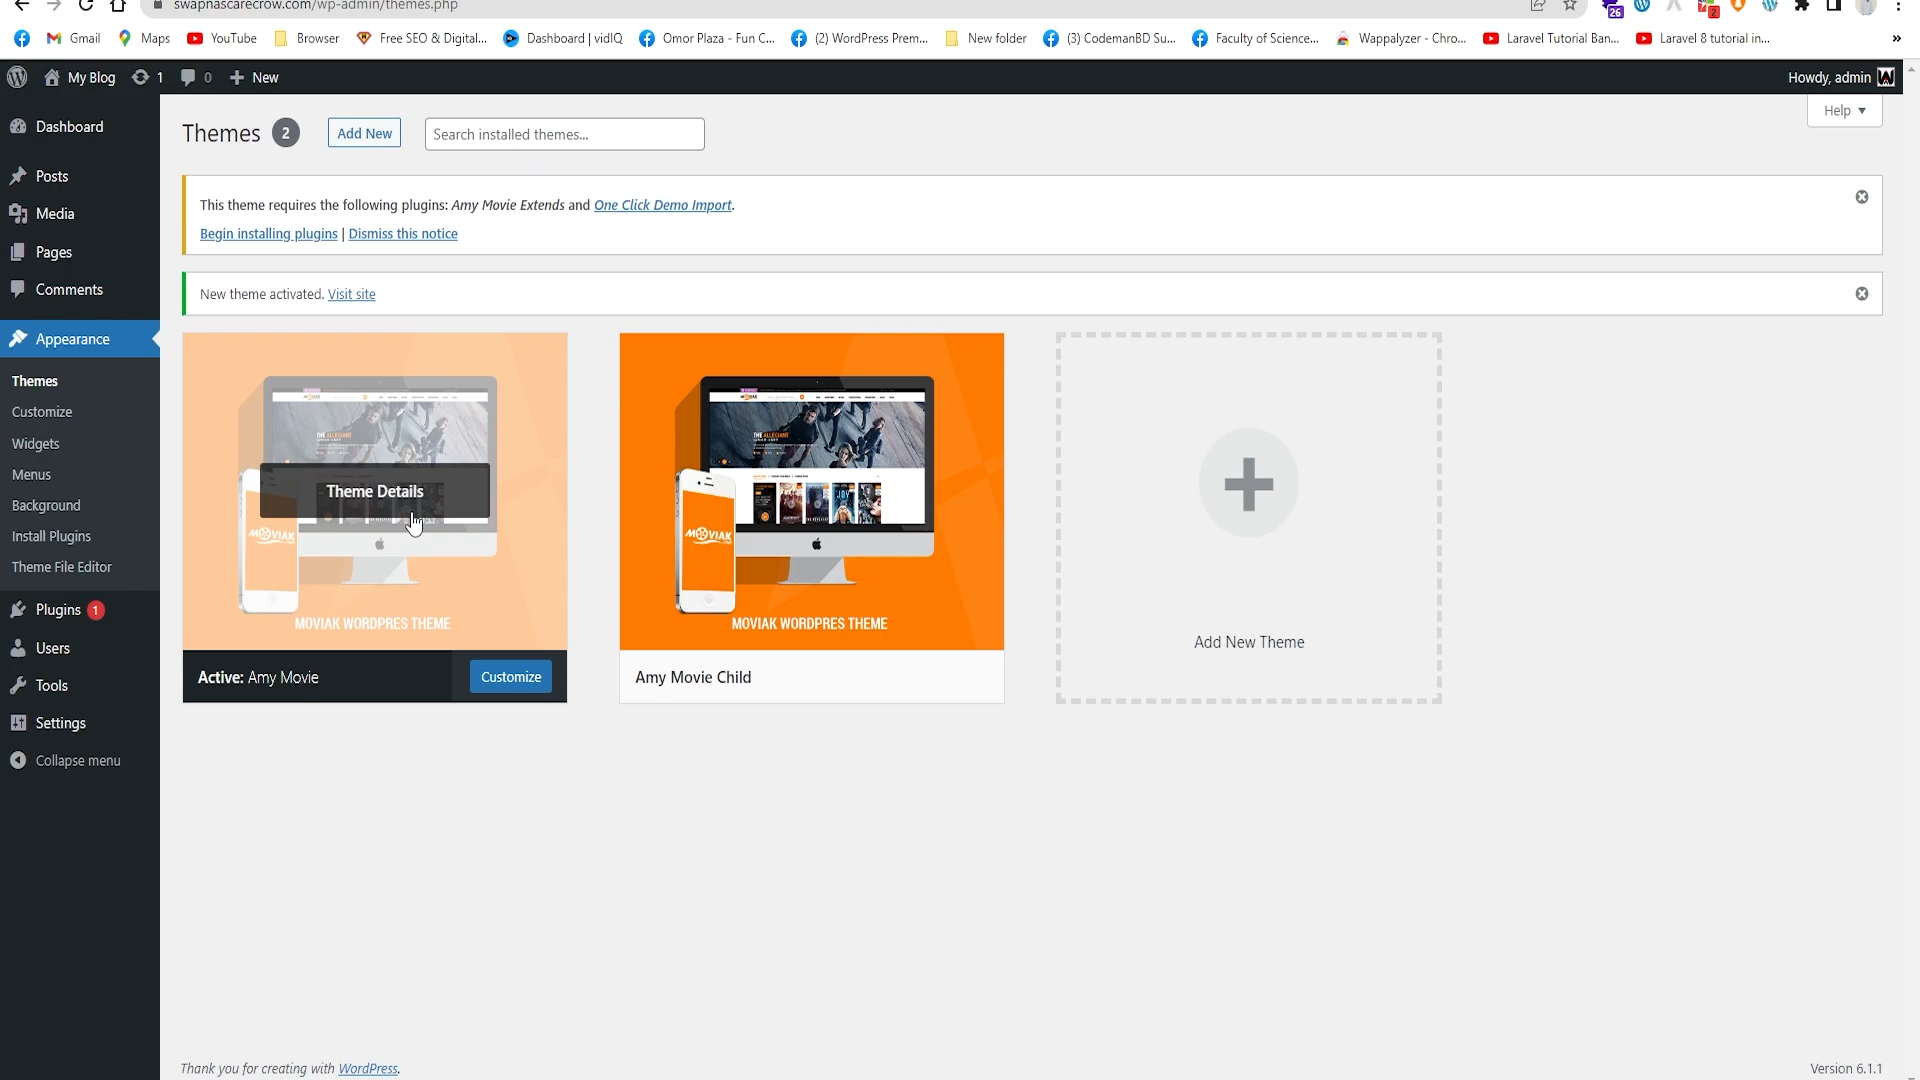 swapnascarecrow.com/wp-admin/themes.php
26
2
Gmail Maps YouTube Browser Free SEO & Digital... Dashboard | vidIQ Omor Plaza - Fun C... (2) WordPress Prem... New folder (3) CodemanBD Su... Faculty of Science... Wappalyzer - Chro... Laravel Tutorial Ban... Laravel 8 tutorial in... »
My Blog 1 0 New
Howdy, admin
Help
Dashboard
Posts
Media
Pages
Comments
Appearance
Themes
Customize
Widgets
Menus
Background
Install Plugins
Theme File Editor
Plugins 1
Users
Tools
Settings
Collapse menu
Themes 2 Add New Search installed themes...
This theme requires the following plugins: Amy Movie Extends and One Click Demo Import.
Begin installing plugins | Dismiss this notice
New theme activated. Visit site
Theme Details
MOVIAK
MOVIAK WORDPRES THEME
Active: Amy Movie Customize
THE ALLEGIANT
JOY
MOVIAK
MOVIAK WORDPRES THEME
Amy Movie Child
Add New Theme
Thank you for creating with WordPress.
Version 6.1.1